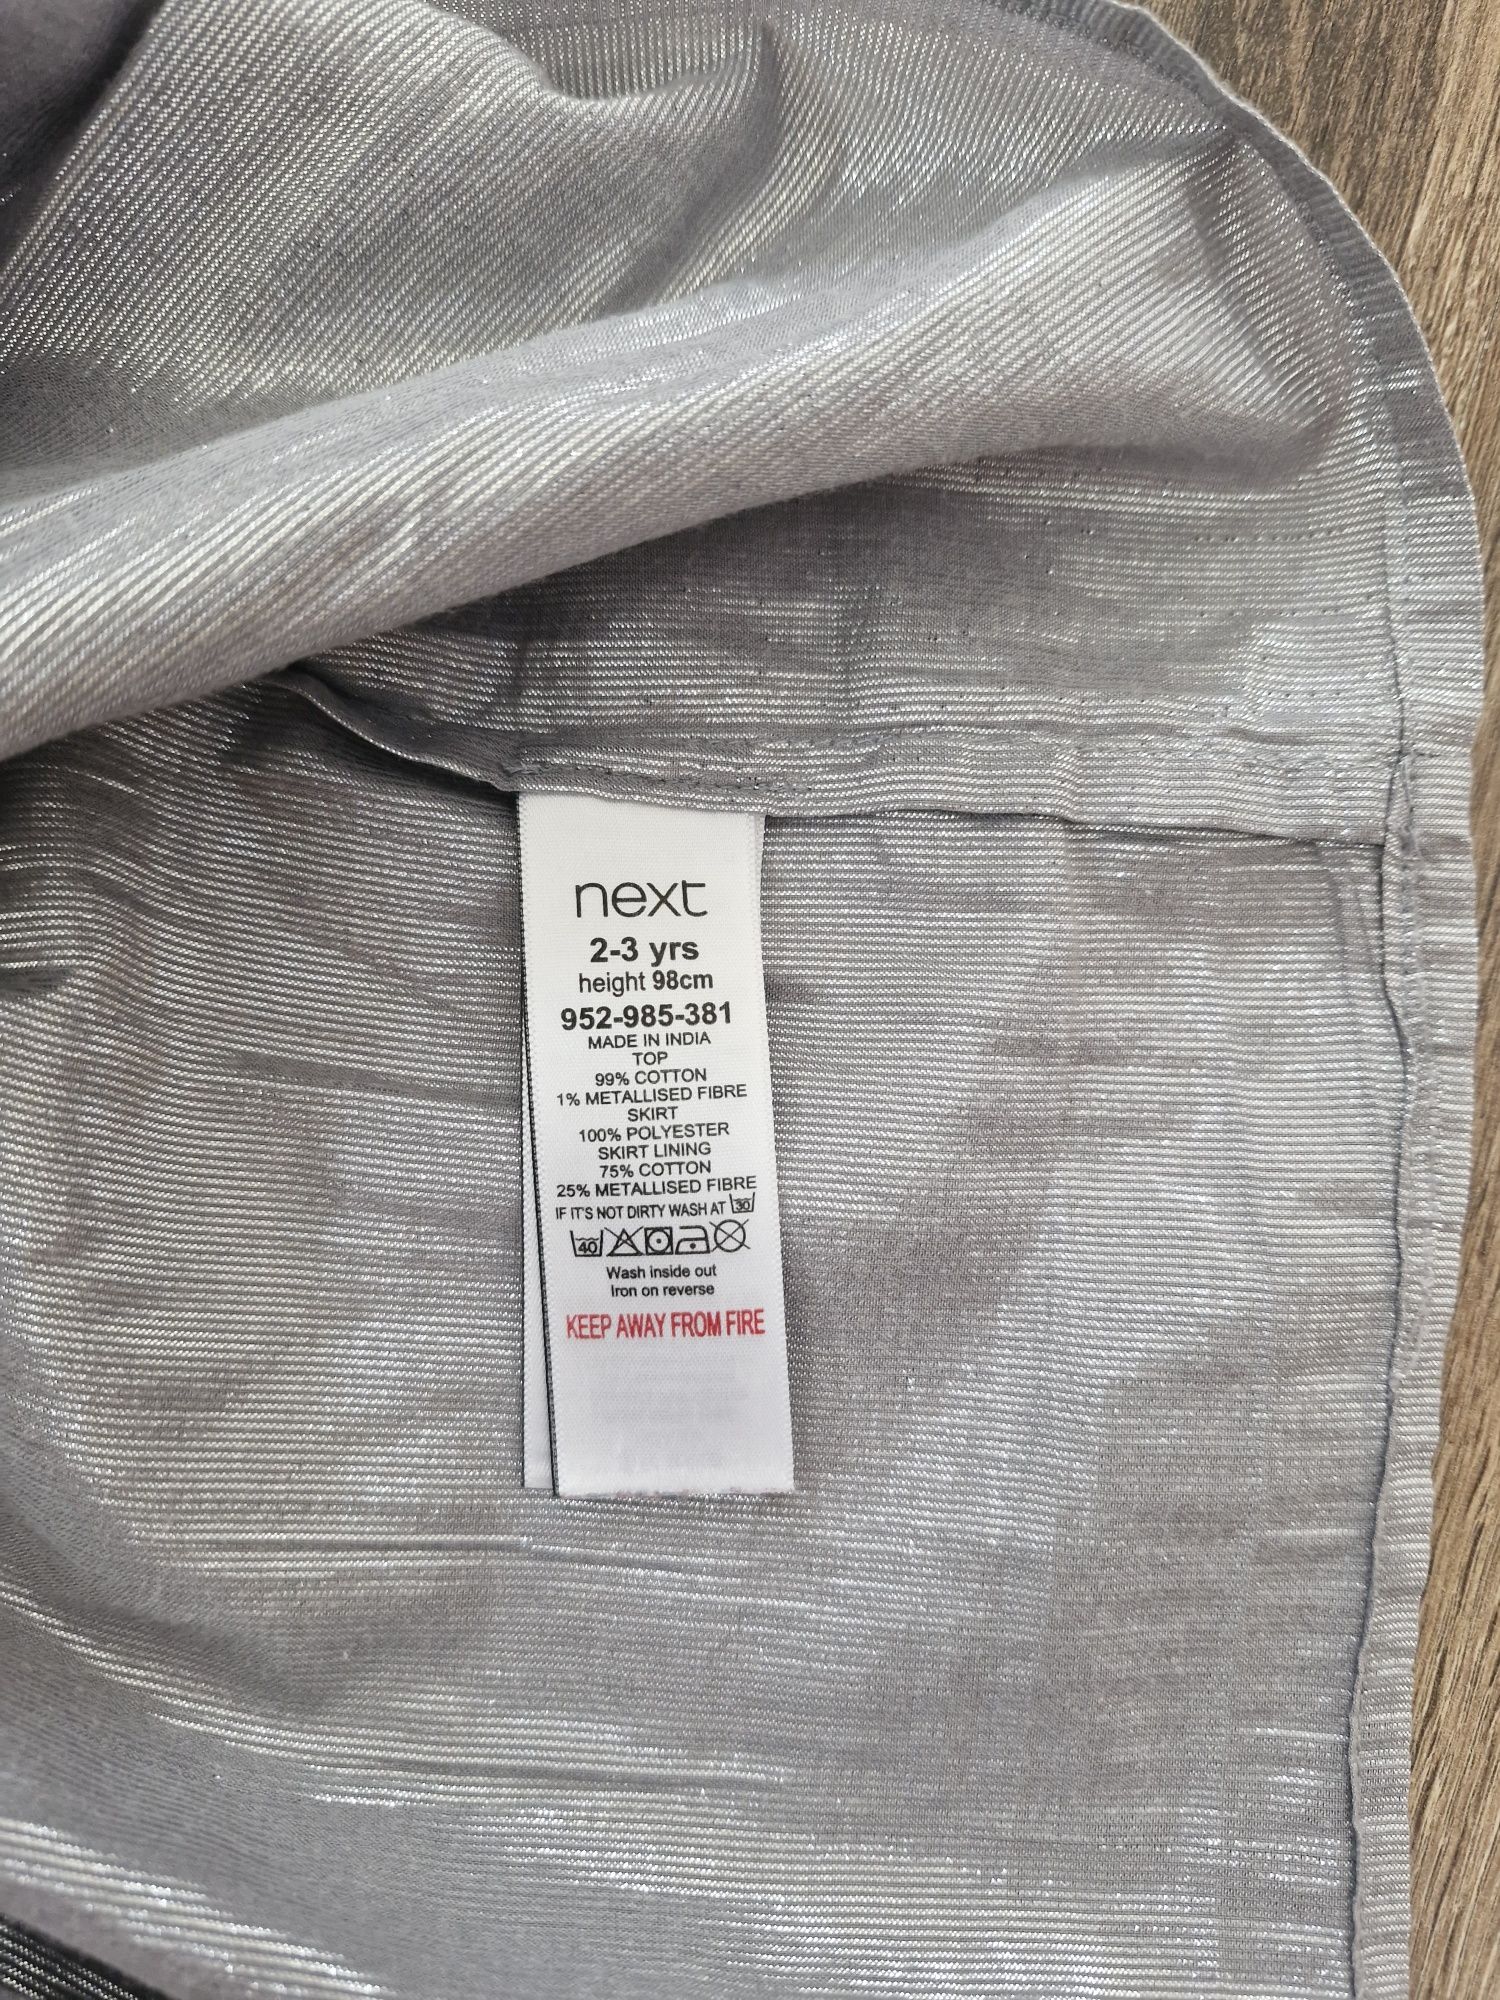 next
2-3 yrs
height 98cm
952-985-381
MADE IN INDIA
TOP
99% COTTON
1% METALLISED FIBRE
SKIRT
100% POLYESTER
SKIRT LINING
75% COTTON
25% METALLISED FIBRE
IF IT'S NOT DIRTY WASH AT 30
40
Wash inside out
Iron on reverse
KEEP AWAY FROM FIRE